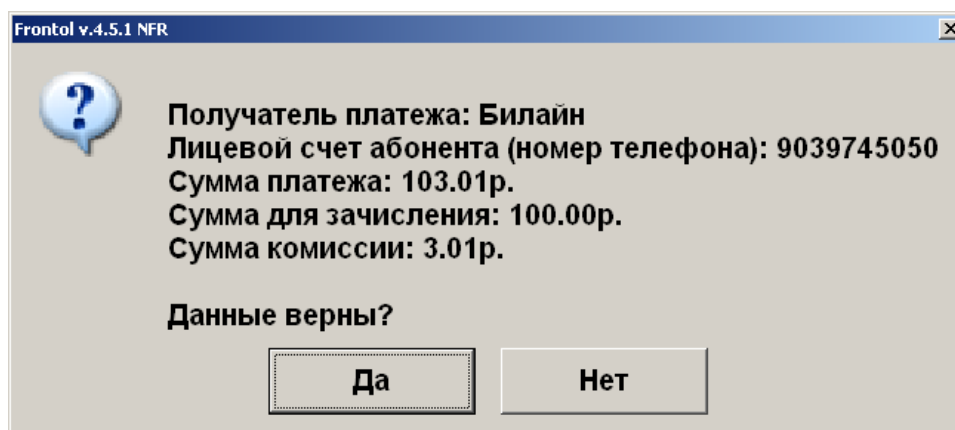 Frontol v.4.5.1 NFR
Получатель платежа: Билайн
Лицевой счет абонента (номер телефона): 9039745050
Сумма платежа: 103.01р.
Сумма для зачисления: 100.00р.
Сумма комиссии: 3.01р.
Данные верны?
Да Нет